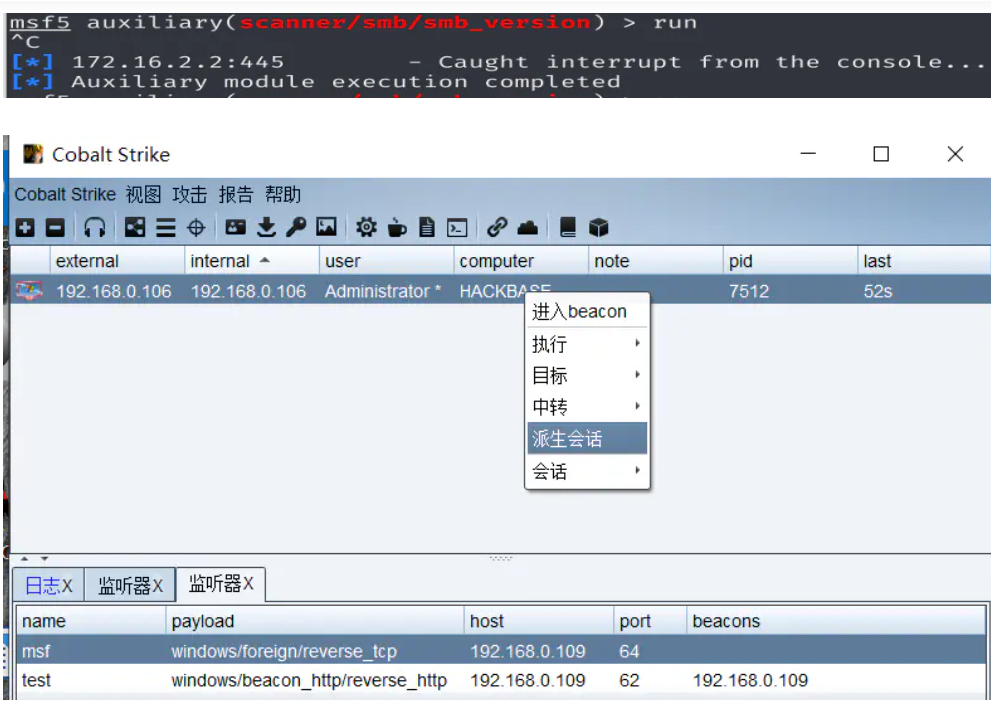 msf5 auxiliary(scanner/smb/smb_version) > run
^C
[*] 172.16.2.2:445 - Caught interrupt from the console...
[*] Auxiliary module execution completed
Cobalt Strike
Cobalt Strike 视图 攻击 报告 帮助
external internal user computer note pid last
192.168.0.106 192.168.0.106 Administrator * HACKBASE 7512 52s
进入beacon
执行
目标
中转
派生会话
会话
日志X 监听器X 监听器X
name payload host port beacons
msf windows/foreign/reverse_tcp 192.168.0.109 64
test windows/beacon_http/reverse_http 192.168.0.109 62 192.168.0.109